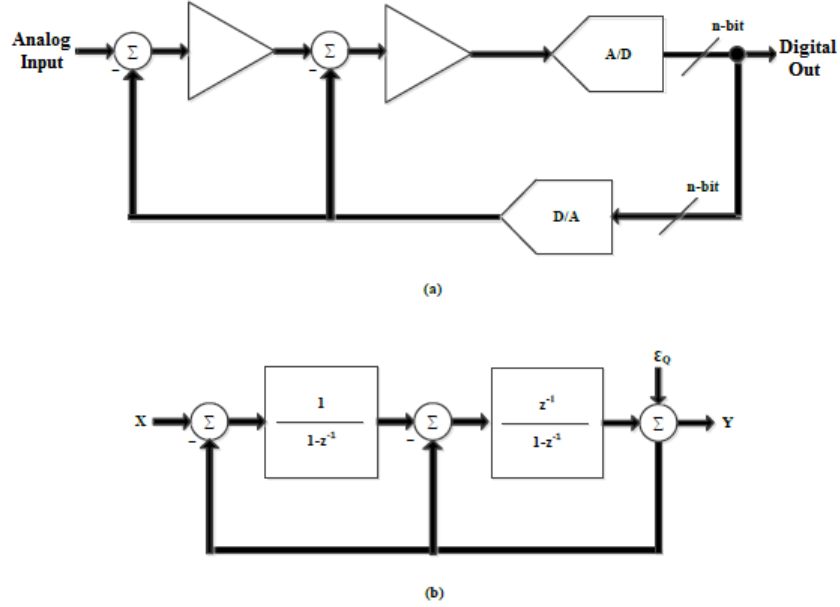 Analog
Input
Σ
−
Σ
−
A/D
n-bit
Digital
Out
D/A
n-bit
(a)
X
Σ
−
1
1-z⁻¹
Σ
−
z⁻¹
1-z⁻¹
ε_Q
Σ
Y
(b)